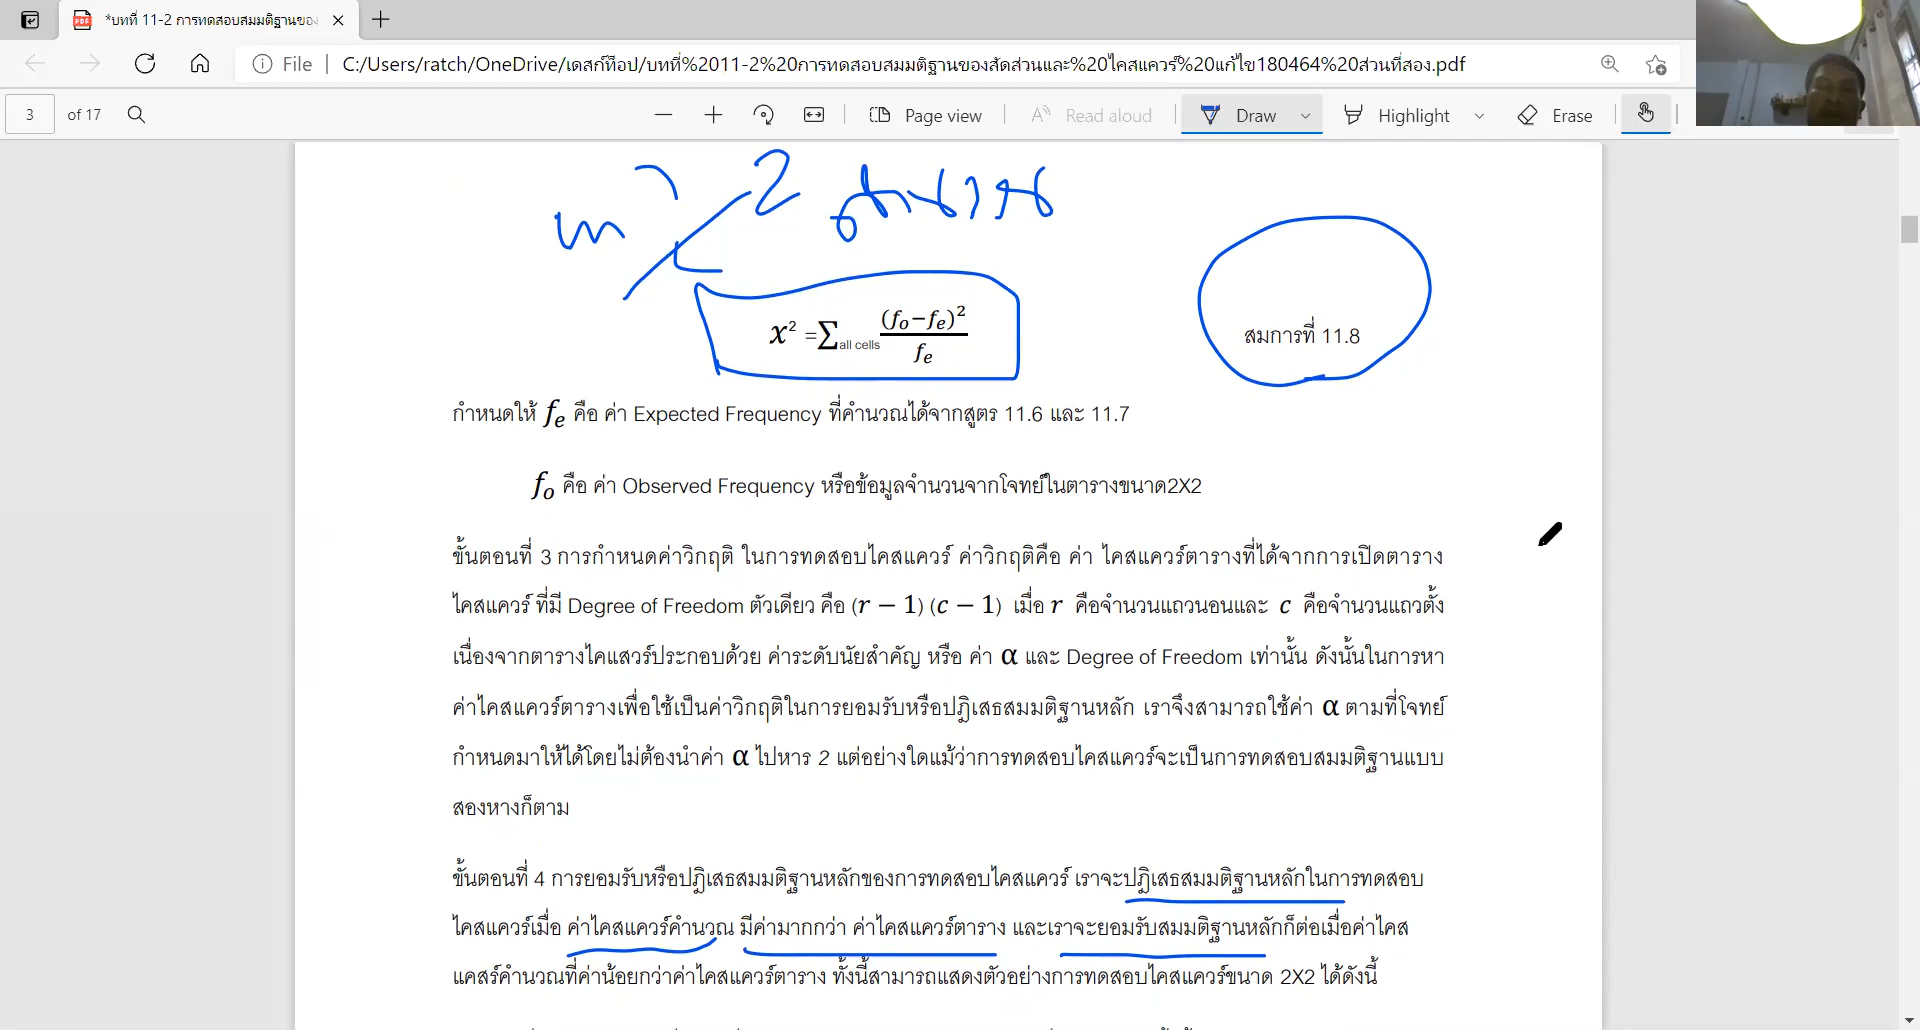 *บทที่ 11-2 การทดสอบสมมติฐานของ
File
C:/Users/ratch/OneDrive/เดสก์ท็อป/บทที่%2011-2%20การทดสอบสมมติฐานของสัดส่วนและ%20ไคสแควร์%20แก้ไข180464%20ส่วนที่สอง.pdf
3 of 17
Page view
Read aloud
Draw
Highlight
Erase
2
x² =∑all cells (fo−fe)²/fe
สมการที่ 11.8
กำหนดให้ fe คือ ค่า Expected Frequency ที่คำนวณได้จากสูตร 11.6 และ 11.7
fo คือ ค่า Observed Frequency หรือข้อมูลจำนวนจากโจทย์ในตารางขนาด2X2
ขั้นตอนที่ 3 การกำหนดค่าวิกฤติ ในการทดสอบไคสแควร์ ค่าวิกฤติคือ ค่า ไคสแควร์ตารางที่ได้จากการเปิดตาราง
ไคสแควร์ ที่มี Degree of Freedom ตัวเดียว คือ (r − 1) (c − 1) เมื่อ r คือจำนวนแถวนอนและ c คือจำนวนแถวตั้ง
เนื่องจากตารางไคแสวร์ประกอบด้วย ค่าระดับนัยสำคัญ หรือ ค่า α และ Degree of Freedom เท่านั้น ดังนั้นในการหา
ค่าไคสแควร์ตารางเพื่อใช้เป็นค่าวิกฤติในการยอมรับหรือปฏิเสธสมมติฐานหลัก เราจึงสามารถใช้ค่า α ตามที่โจทย์
กำหนดมาให้ได้โดยไม่ต้องนำค่า α ไปหาร 2 แต่อย่างใดแม้ว่าการทดสอบไคสแควร์จะเป็นการทดสอบสมมติฐานแบบ
สองหางก็ตาม
ขั้นตอนที่ 4 การยอมรับหรือปฏิเสธสมมติฐานหลักของการทดสอบไคสแควร์ เราจะปฏิเสธสมมติฐานหลักในการทดสอบ
ไคสแควร์เมื่อ ค่าไคสแควร์คำนวณ มีค่ามากกว่า ค่าไคสแควร์ตาราง และเราจะยอมรับสมมติฐานหลักก็ต่อเมื่อค่าไคส
แคสร์คำนวณที่ค่าน้อยกว่าค่าไคสแควร์ตาราง ทั้งนี้สามารถแสดงตัวอย่างการทดสอบไคสแควร์ขนาด 2X2 ได้ดังนี้